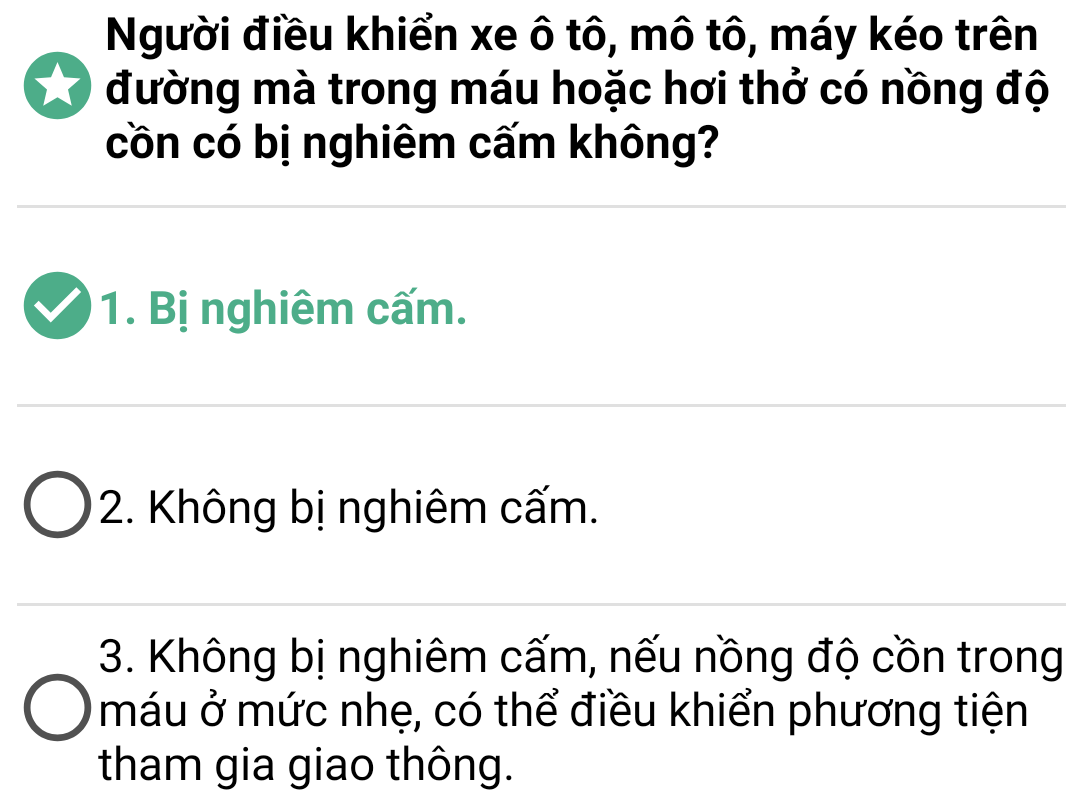 Người điều khiển xe ô tô, mô tô, máy kéo trên
đường mà trong máu hoặc hơi thở có nồng độ
cồn có bị nghiêm cấm không?
1. Bị nghiêm cấm.
2. Không bị nghiêm cấm.
3. Không bị nghiêm cấm, nếu nồng độ cồn trong
máu ở mức nhẹ, có thể điều khiển phương tiện
tham gia giao thông.